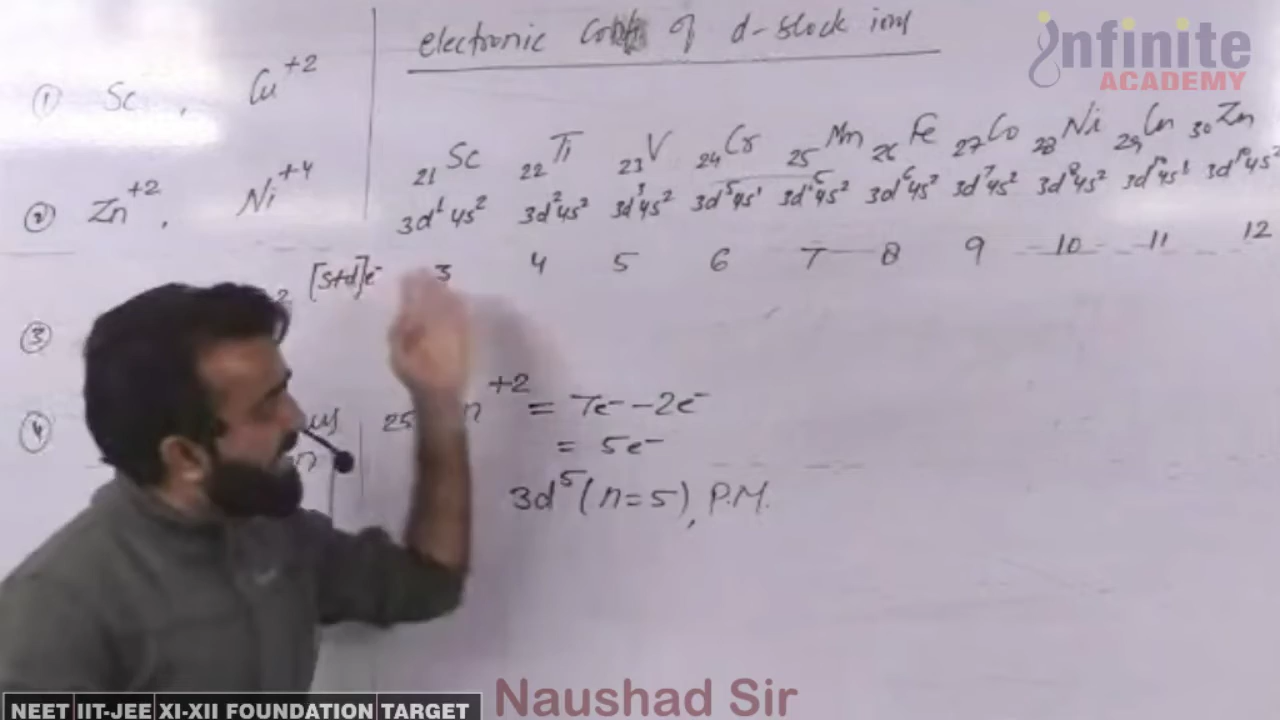 infinite
ACADEMY
electronic Conf of d-block ions
① Sc , Cu+2
② Zn+2 , Ni+4
③
④
21Sc 22Ti 23V 24Cr 25Mn 26Fe 27Co 28Ni 29Cu 30Zn
3d¹4s² 3d²4s² 3d³4s² 3d⁵4s¹ 3d⁵4s² 3d⁶4s² 3d⁷4s² 3d⁸4s² 3d¹⁰4s¹ 3d¹⁰4s²
[s+d]e⁻ 3 4 5 6 7 8 9 10 11 12
25 n+2 = 7e⁻ - 2e⁻
= 5e⁻
3d⁵ (n=5), P.M.
Naushad Sir
NEET IIT-JEE XI-XII FOUNDATION TARGET